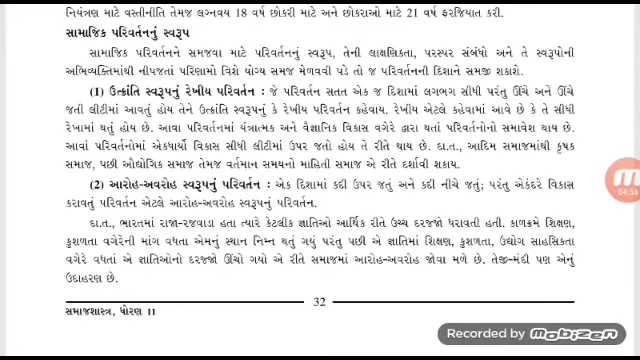 નિયંત્રણ માટે વસ્તીનીતિ તેમજ લગ્નવય 18 વર્ષ છોકરી માટે અને છોકરાઓ માટે 21 વર્ષ ફરજિયાત કરી.
સામાજિક પરિવર્તનનું સ્વરૂપ
સામાજિક પરિવર્તનને સમજવા માટે પરિવર્તનનું સ્વરૂપ, તેની લાક્ષણિકતા, પરસ્પર સંબંધો અને તે સ્વરૂપોની
અભિવ્યક્તિમાંથી નીપજતાં પરિણામો વિશે યોગ્ય સમજ મેળવવી પડે તો જ પરિવર્તનની દિશાને સમજી શકાશે.
(1) ઉત્ક્રાંતિ સ્વરૂપનું રેખીય પરિવર્તન : જે પરિવર્તન સતત એક જ દિશામાં લગભગ સીધી પરંતુ ઊંચે અને ઊંચે
જતી લીટીમાં આવતું હોય તેને ઉત્ક્રાંતિ સ્વરૂપનું કે રેખીય પરિવર્તન કહેવાય. રેખીય એટલે કહેવામાં આવે છે કે તે સીધી
રેખામાં થતું હોય છે. આવા પરિવર્તનમાં યંત્રાત્મક અને વૈજ્ઞાનિક વિકાસ વગેરે દ્વારા થતાં પરિવર્તનોનો સમાવેશ થાય છે.
આવાં પરિવર્તનોમાં એકધાર્યો વિકાસ સીધી લીટીમાં ઉપર જતો હોય તે રીતે થાય છે. દા.ત., આદિમ સમાજમાંથી કૃષક
સમાજ, પછી ઔદ્યોગિક સમાજ તેમજ વર્તમાન સમયનો માહિતી સમાજ એ રીતે દર્શાવી શકાય.
(2) આરોહ-અવરોહ સ્વરૂપનું પરિવર્તન : એક દિશામાં કદી ઉપર જતું અને કદી નીચે જતું; પરંતુ એકંદરે વિકાસ
કરાવતું પરિવર્તન એટલે આરોહ-અવરોહ સ્વરૂપનું પરિવર્તન.
દા.ત., ભારતમાં રાજા-રજવાડા હતા ત્યારે કેટલીક જ્ઞાતિઓ આર્થિક રીતે ઉચ્ચ દરજ્જો ધરાવતી હતી. કાળક્રમે શિક્ષણ,
કુશળતા વગેરેની માંગ વધતા એમનું સ્થાન નિમ્ન થતું ગયું પરંતુ પછી એ જ્ઞાતિમાં શિક્ષણ, કુશળતા, ઉદ્યોગ સાહસિકતા
વગેરે વધતાં એ જ્ઞાતિઓનો દરજ્જો ઊંચો ગયો એ રીતે સમાજમાં આરોહ-અવરોહ જોવા મળે છે. તેજી-મંદી પણ એનું
ઉદાહરણ છે.
04:56
32
સમાજશાસ્ત્ર, ધોરણ 11
Recorded by
mobizen